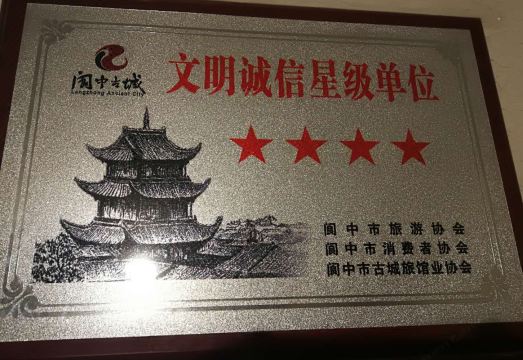 阆中古城
Langzhong Ancient City
文明诚信星级单位
阆中市旅游协会
阆中市消费者协会
阆中市古城旅馆业协会